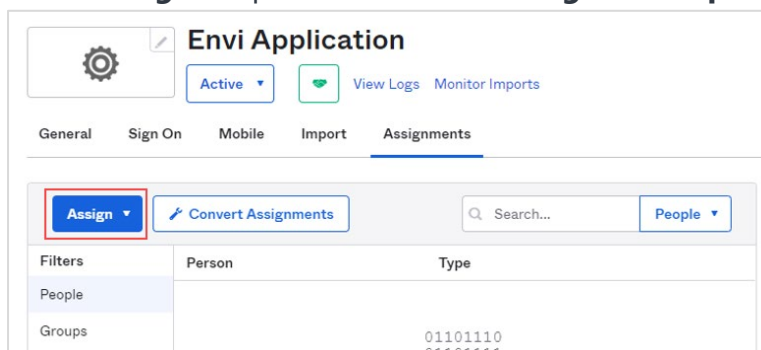 Envi Application
Active
View Logs Monitor Imports
General Sign On Mobile Import Assignments
Assign Convert Assignments Search... People
Filters Person Type
People
Groups
01101110